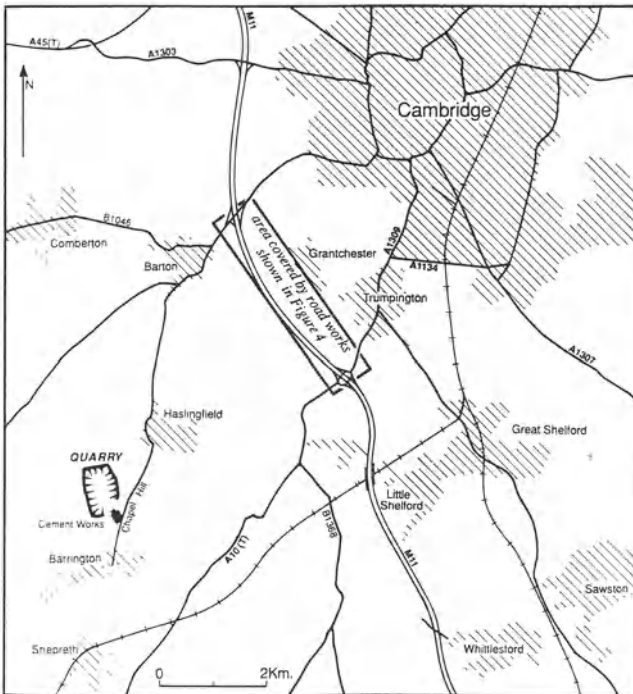 M11
A45(T)
A1303
N
Cambridge
B1046
Comberton
Barton
area covered by road works
shown in Figure 4
Grantchester
A1309
A1134
Trumpington
A1307
Haslingfield
QUARRY
Great Shelford
Chapel Hill
Cement Works
Little
Shelford
Barrington
A10 (T)
B1368
M11
Sawston
Shepreth
Whittlesford
0
2Km.